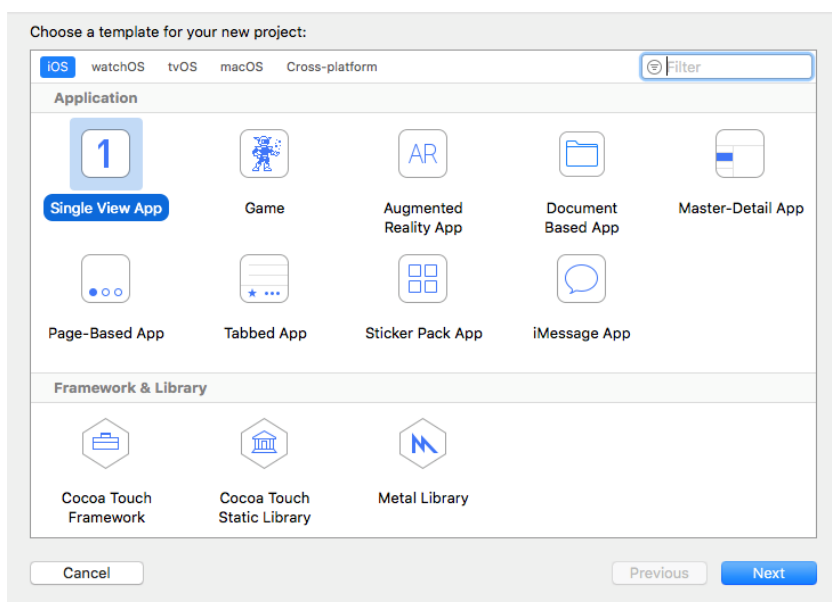 Choose a template for your new project:
iOS watchOS tvOS macOS Cross-platform Filter
Application
1 AR
Single View App Game Augmented Reality App Document Based App Master-Detail App
Page-Based App Tabbed App Sticker Pack App iMessage App
Framework & Library
Cocoa Touch Framework Cocoa Touch Static Library Metal Library
Cancel Previous Next